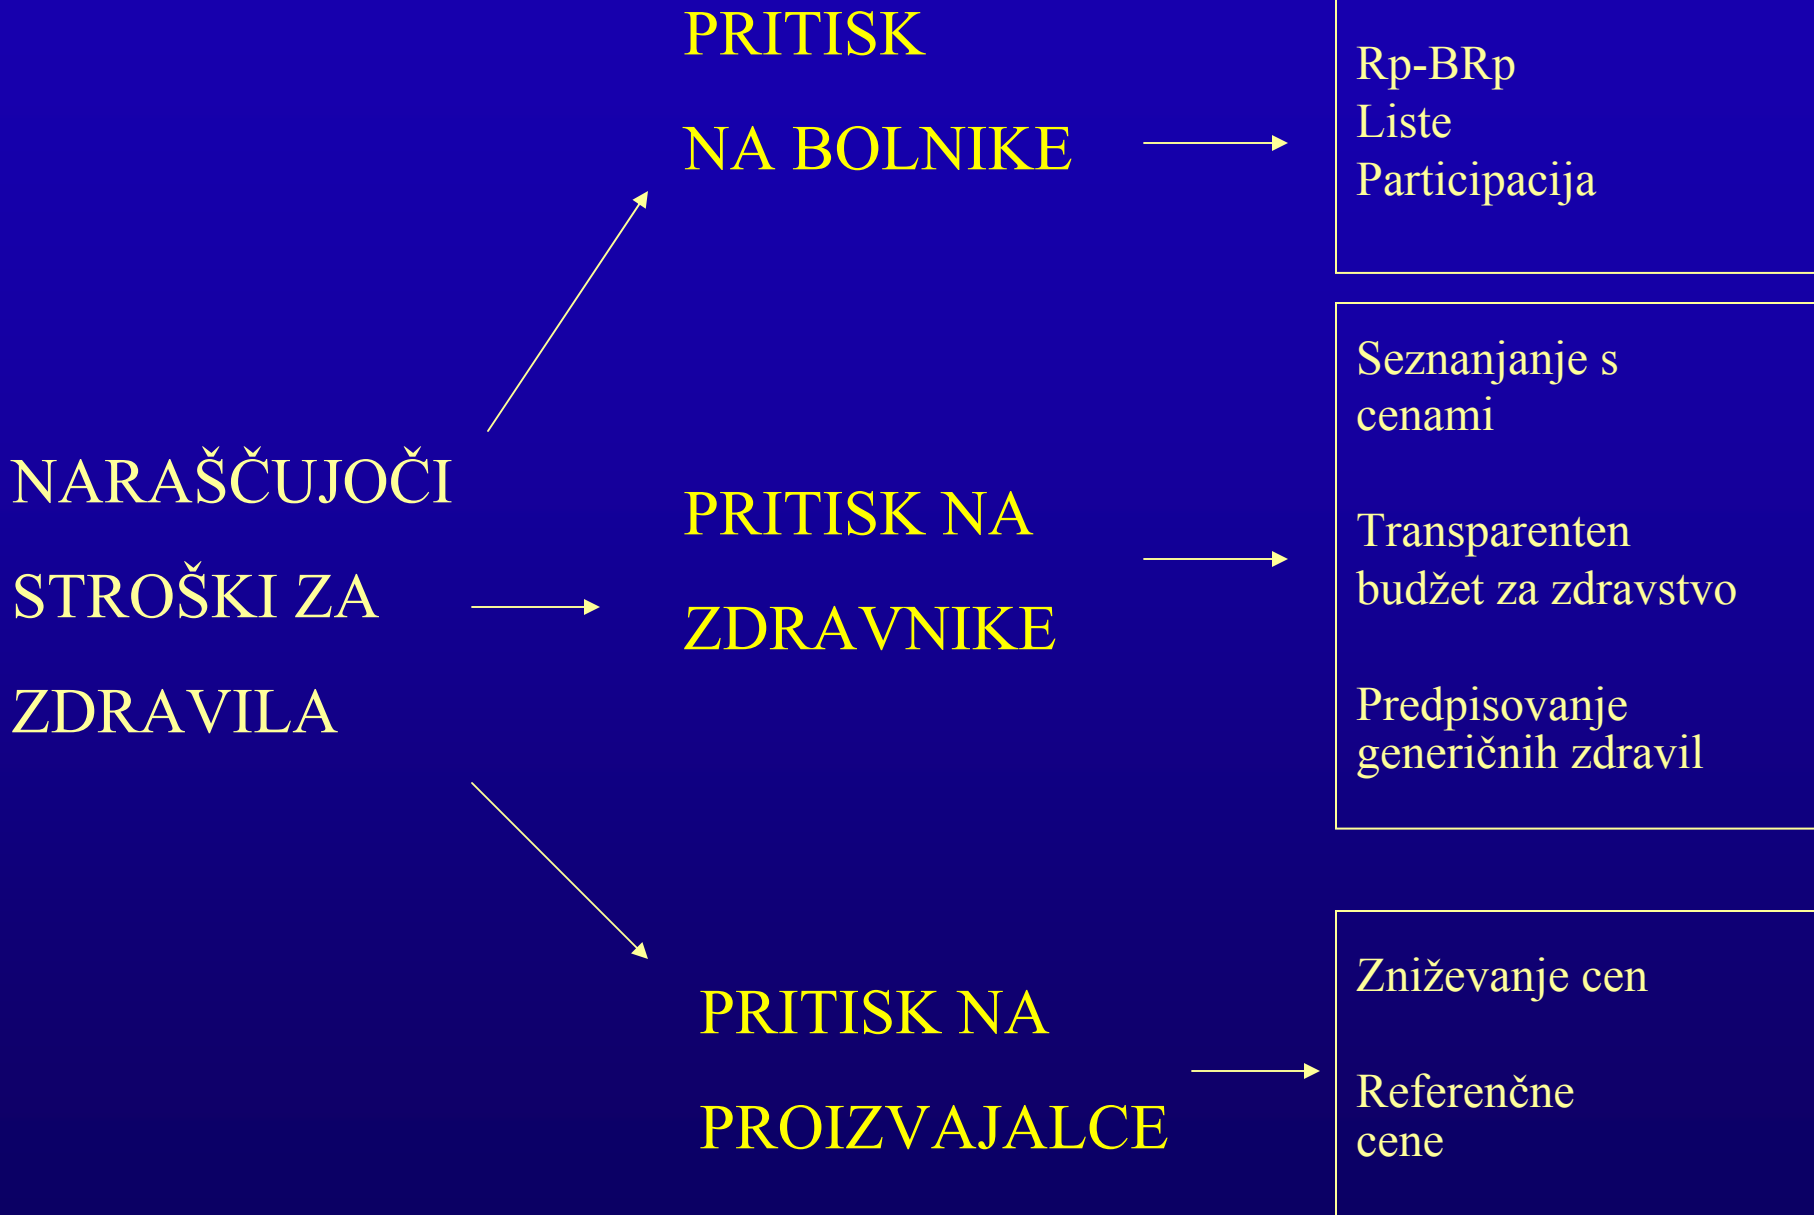 NARAŠČUJOČI
STROŠKI ZA
ZDRAVILA
PRITISK
NA BOLNIKE
Rp-BRp
Liste
Participacija
PRITISK NA
ZDRAVNIKE
Seznanjanje s
cenami
Transparenten
budžet za zdravstvo
Predpisovanje
generičnih zdravil
PRITISK NA
PROIZVAJALCE
Zniževanje cen
Referenčne
cene